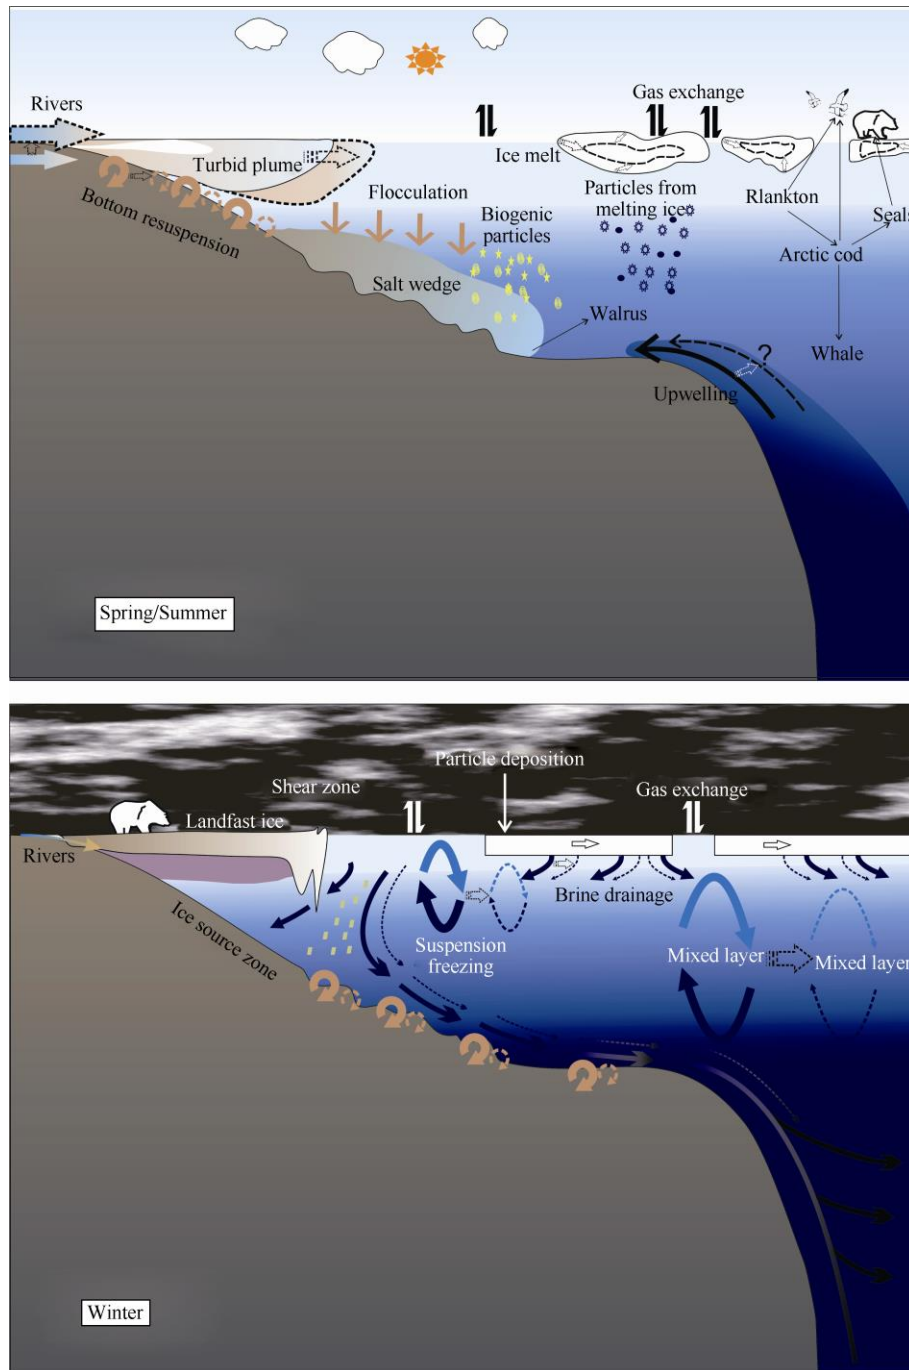 Rivers
Gas exchange
Turbid plume
Ice melt
Bottom resuspension
Flocculation
Biogenic
particles
Particles from
melting ice
Rlankton
Seals
Arctic cod
Salt wedge
Walrus
Whale
?
Upwelling
Spring/Summer
Particle deposition
Shear zone
Gas exchange
Landfast ice
Rivers
Brine drainage
Ice source zone
Suspension
freezing
Mixed layer
Mixed layer
Winter